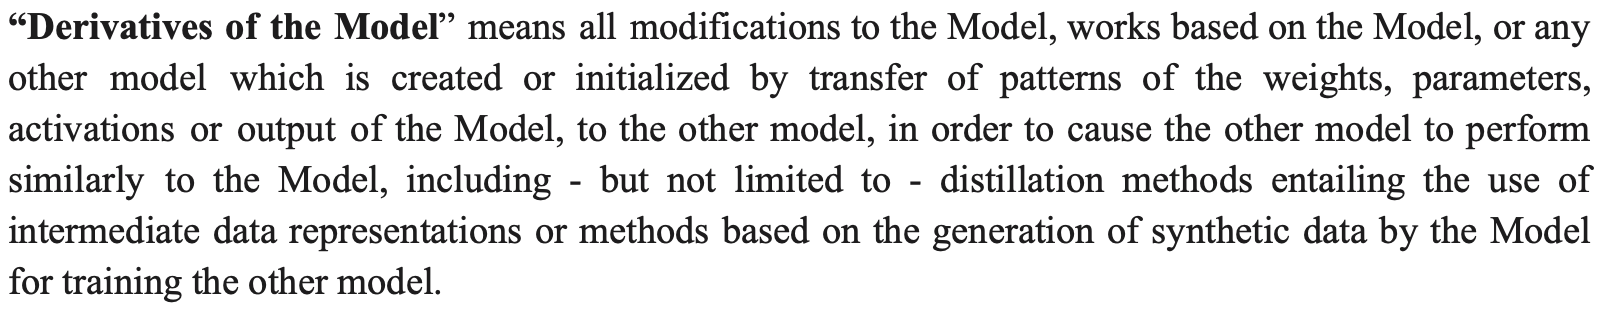 “Derivatives of the Model” means all modifications to the Model, works based on the Model, or any
other model which is created or initialized by transfer of patterns of the weights, parameters,
activations or output of the Model, to the other model, in order to cause the other model to perform
similarly to the Model, including - but not limited to - distillation methods entailing the use of
intermediate data representations or methods based on the generation of synthetic data by the Model
for training the other model.